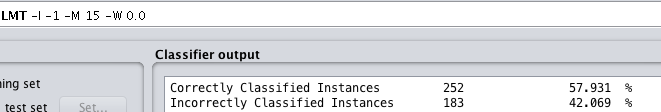 LMT -I -1 -M 15 -W 0.0
Classifier output
ning set
test set Set...
Correctly Classified Instances 252 57.931 %
Incorrectly Classified Instances 183 42.069 %